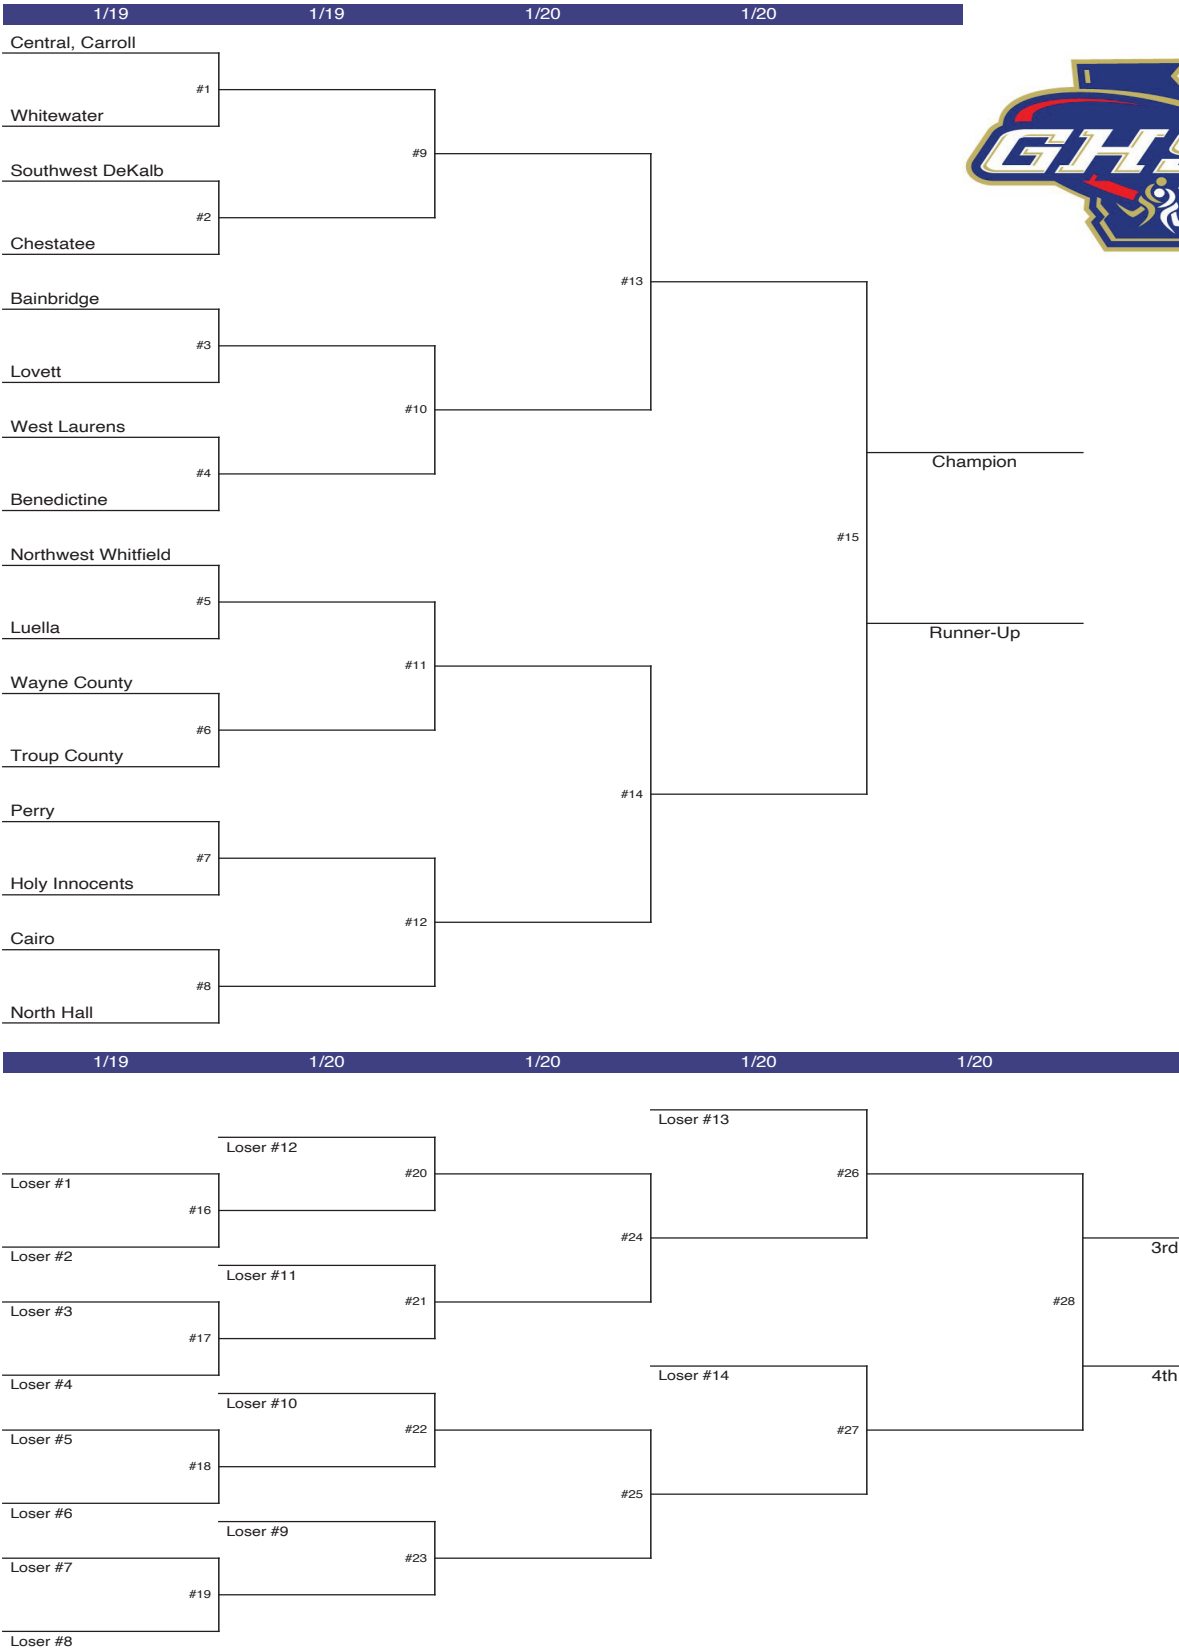 1/19 1/19 1/20 1/20
Central, Carroll
#1
Whitewater
#9
Southwest DeKalb
#2
Chestatee
#13
Bainbridge
#3
Lovett
#10
West Laurens
#4
Benedictine
Champion
#15
Northwest Whitfield
#5
Luella
Runner-Up
#11
Wayne County
#6
Troup County
#14
Perry
#7
Holy Innocents
#12
Cairo
#8
North Hall
GHS
1/19 1/20 1/20 1/20 1/20
Loser #13
Loser #12
#20 #26
Loser #1
#16
#24
Loser #2
3rd
Loser #11
#21 #28
Loser #3
#17
Loser #14
4th
Loser #4
Loser #10
#22 #27
Loser #5
#18
#25
Loser #6
Loser #9
#23
Loser #7
#19
Loser #8